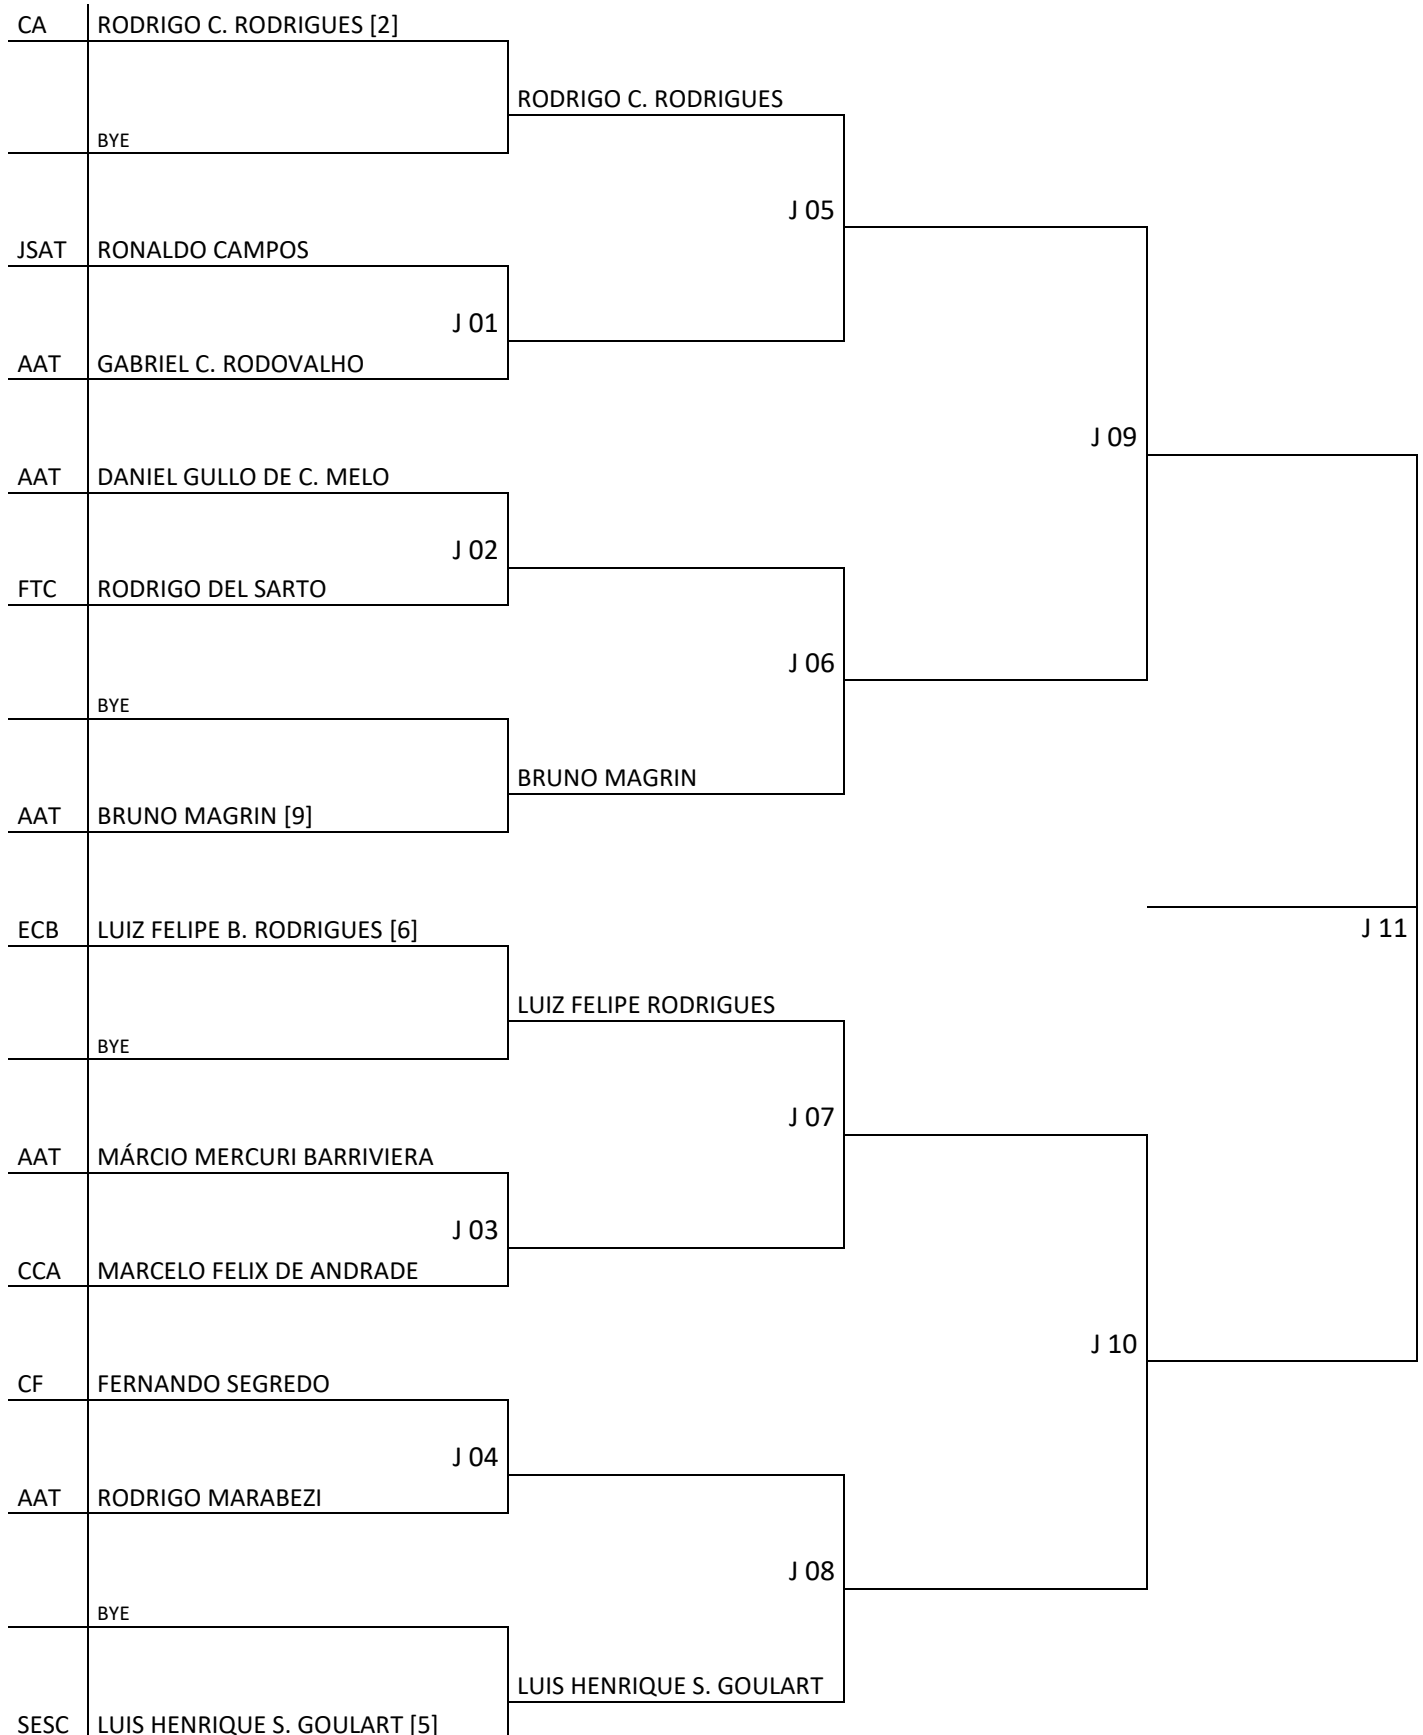 CA RODRIGO C. RODRIGUES [2]
RODRIGO C. RODRIGUES
BYE
J 05
JSAT RONALDO CAMPOS
J 01
AAT GABRIEL C. RODOVALHO
J 09
AAT DANIEL GULLO DE C. MELO
J 02
FTC RODRIGO DEL SARTO
J 06
BYE
BRUNO MAGRIN
AAT BRUNO MAGRIN [9]
ECB LUIZ FELIPE B. RODRIGUES [6]
J 11
LUIZ FELIPE RODRIGUES
BYE
J 07
AAT MÁRCIO MERCURI BARRIVIERA
J 03
CCA MARCELO FELIX DE ANDRADE
J 10
CF FERNANDO SEGREDO
J 04
AAT RODRIGO MARABEZI
J 08
BYE
LUIS HENRIQUE S. GOULART
SESC LUIS HENRIQUE S. GOULART [5]